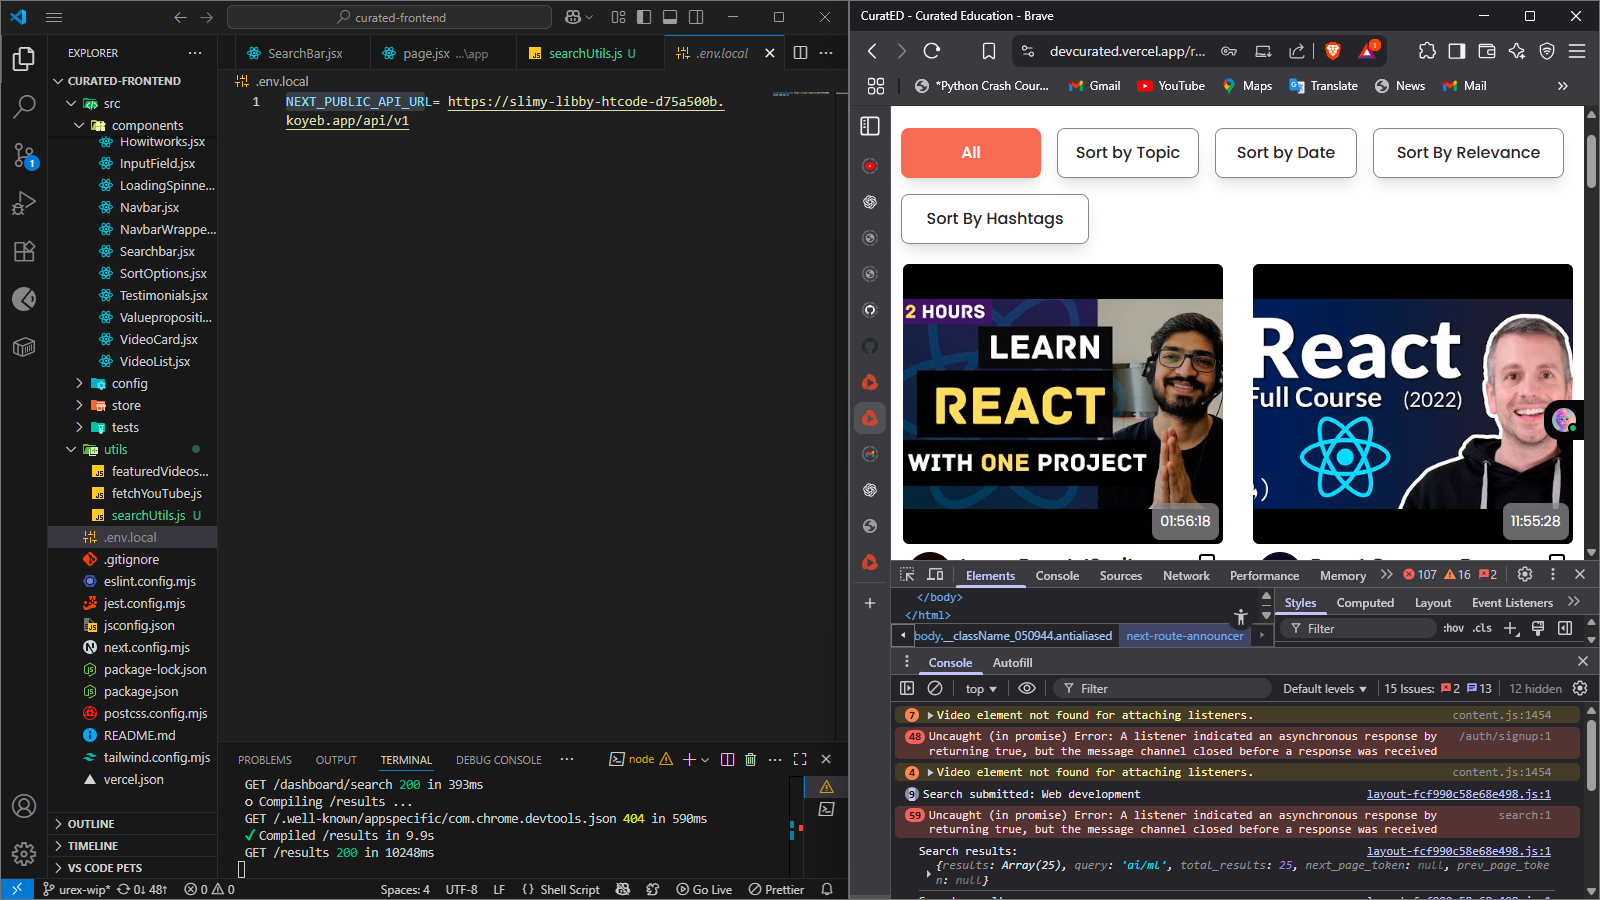 curated-frontend
EXPLORER
CURATED-FRONTEND
src
components
Howitworks.jsx
InputField.jsx
LoadingSpinne...
Navbar.jsx
NavbarWrappe...
Searchbar.jsx
SortOptions.jsx
Testimonials.jsx
Valuepropositi...
VideoCard.jsx
VideoList.jsx
config
store
tests
utils
featuredVideos...
fetchYouTube.js
searchUtils.js U
.env.local
.gitignore
eslint.config.mjs
jest.config.mjs
jsconfig.json
next.config.mjs
package-lock.json
package.json
postcss.config.mjs
README.md
tailwind.config.mjs
vercel.json
OUTLINE
TIMELINE
VS CODE PETS
SearchBar.jsx
page.jsx ...\app
searchUtils.js U
.env.local
.env.local
1 NEXT_PUBLIC_API_URL= https://slimy-libby-htcode-d75a500b.
koyeb.app/api/v1
PROBLEMS OUTPUT TERMINAL DEBUG CONSOLE ... node
GET /dashboard/search 200 in 393ms
○ Compiling /results ...
GET /.well-known/appspecific/com.chrome.devtools.json 404 in 590ms
✓ Compiled /results in 9.9s
GET /results 200 in 10248ms
urex-wip* 0↓ 48↑ 0 0 Spaces: 4 UTF-8 LF {} Shell Script Go Live Prettier
CuratED - Curated Education - Brave
devcurated.vercel.app/r... 1
*Python Crash Cour... Gmail YouTube Maps Translate News Mail »
All
Sort by Topic
Sort by Date
Sort By Relevance
Sort By Hashtags
2 HOURS
LEARN
REACT
WITH ONE PROJECT
01:56:18
React
Full Course (2022)
11:55:28
Elements Console Sources Network Performance Memory » 107 16 2
</body>
</html>
body.__className_050944.antialiased next-route-announcer
Styles Computed Layout Event Listeners »
Filter :hov .cls
Console Autofill
top Filter Default levels 15 Issues: 2 13 12 hidden
7 Video element not found for attaching listeners. content.js:1454
48 Uncaught (in promise) Error: A listener indicated an asynchronous response by /auth/signup:1
returning true, but the message channel closed before a response was received
4 Video element not found for attaching listeners. content.js:1454
9 Search submitted: Web development layout-fcf990c58e68e498.js:1
59 Uncaught (in promise) Error: A listener indicated an asynchronous response by search:1
returning true, but the message channel closed before a response was received
Search results: layout-fcf990c58e68e498.js:1
{results: Array(25), query: 'ai/ml', total_results: 25, next_page_token: null, prev_page_toke
n: null}